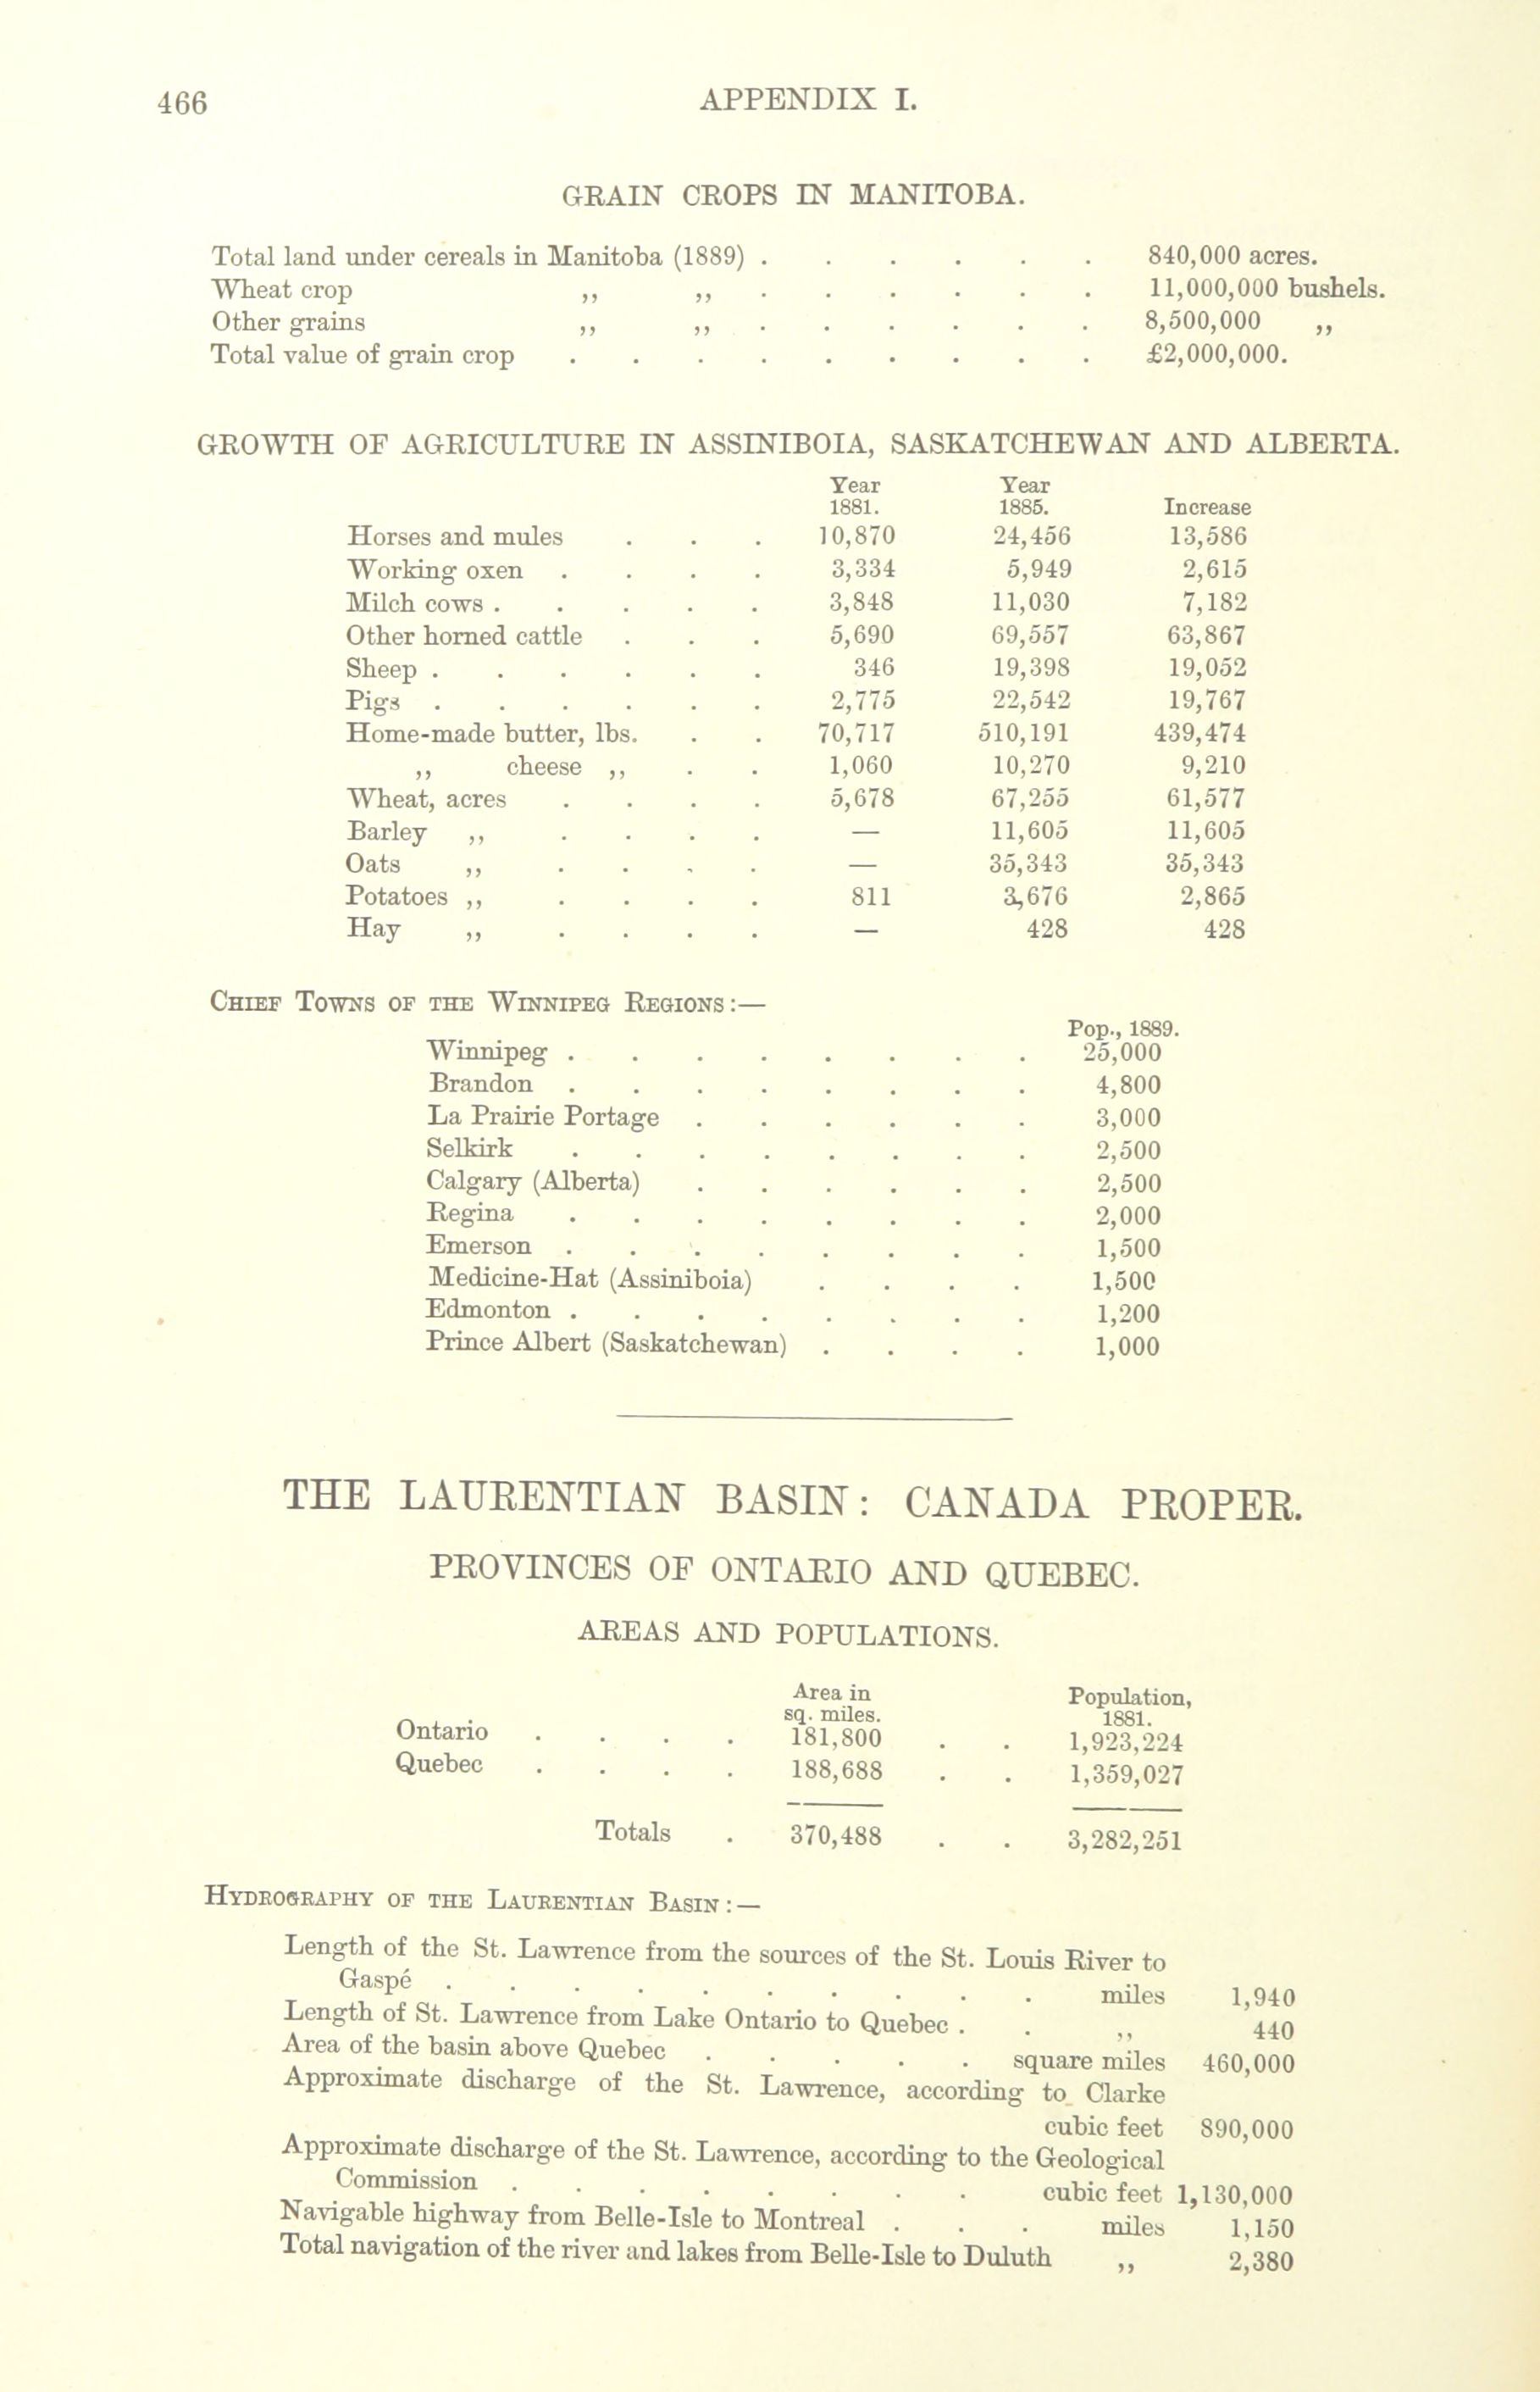 466
APPENDIX I.
GRAIN CROPS IN MANITOBA.
Total land under cereals in Manitoba (1889) . . . . . . 840,000 acres.
Wheat crop ,, ,, . . . . . . 11,000,000 bushels.
Other grains ,, ,, . . . . . . 8,500,000 ,,
Total value of grain crop . . . . . . . . . £2,000,000.
GROWTH OF AGRICULTURE IN ASSINIBOIA, SASKATCHEWAN AND ALBERTA.
Year Year
1881. 1885. Increase
Horses and mules . . . 10,870 24,456 13,586
Working oxen . . . . 3,334 5,949 2,615
Milch cows . . . . . 3,848 11,030 7,182
Other horned cattle . . . 5,690 69,557 63,867
Sheep . . . . . . 346 19,398 19,052
Pigs . . . . . . 2,775 22,542 19,767
Home-made butter, lbs. . . 70,717 510,191 439,474
,, cheese ,, . . 1,060 10,270 9,210
Wheat, acres . . . . 5,678 67,255 61,577
Barley ,, . . . . — 11,605 11,605
Oats ,, . . . . — 35,343 35,343
Potatoes ,, . . . . 811 3,676 2,865
Hay ,, . . . . — 428 428
CHIEF TOWNS OF THE WINNIPEG REGIONS:—
Pop., 1889.
Winnipeg . . . . . . . . 25,000
Brandon . . . . . . . . 4,800
La Prairie Portage . . . . . . 3,000
Selkirk . . . . . . . . 2,500
Calgary (Alberta) . . . . . . 2,500
Regina . . . . . . . . 2,000
Emerson . . . . . . . . 1,500
Medicine-Hat (Assiniboia) . . . . 1,500
Edmonton . . . . . . . . 1,200
Prince Albert (Saskatchewan) . . . . 1,000
THE LAURENTIAN BASIN: CANADA PROPER.
PROVINCES OF ONTARIO AND QUEBEC.
AREAS AND POPULATIONS.
Area in Population,
sq. miles. 1881.
Ontario . . . . 181,800 . . 1,923,224
Quebec . . . . 188,688 . . 1,359,027
Totals . 370,488 . . 3,282,251
HYDROGRAPHY OF THE LAURENTIAN BASIN:—
Length of the St. Lawrence from the sources of the St. Louis River to
Gaspé . . . . . . . . . . miles 1,940
Length of St. Lawrence from Lake Ontario to Quebec . . ,, 440
Area of the basin above Quebec . . . . . square miles 460,000
Approximate discharge of the St. Lawrence, according to Clarke
cubic feet 890,000
Approximate discharge of the St. Lawrence, according to the Geological
Commission . . . . . . . . cubic feet 1,130,000
Navigable highway from Belle-Isle to Montreal . . . miles 1,150
Total navigation of the river and lakes from Belle-Isle to Duluth ,, 2,380